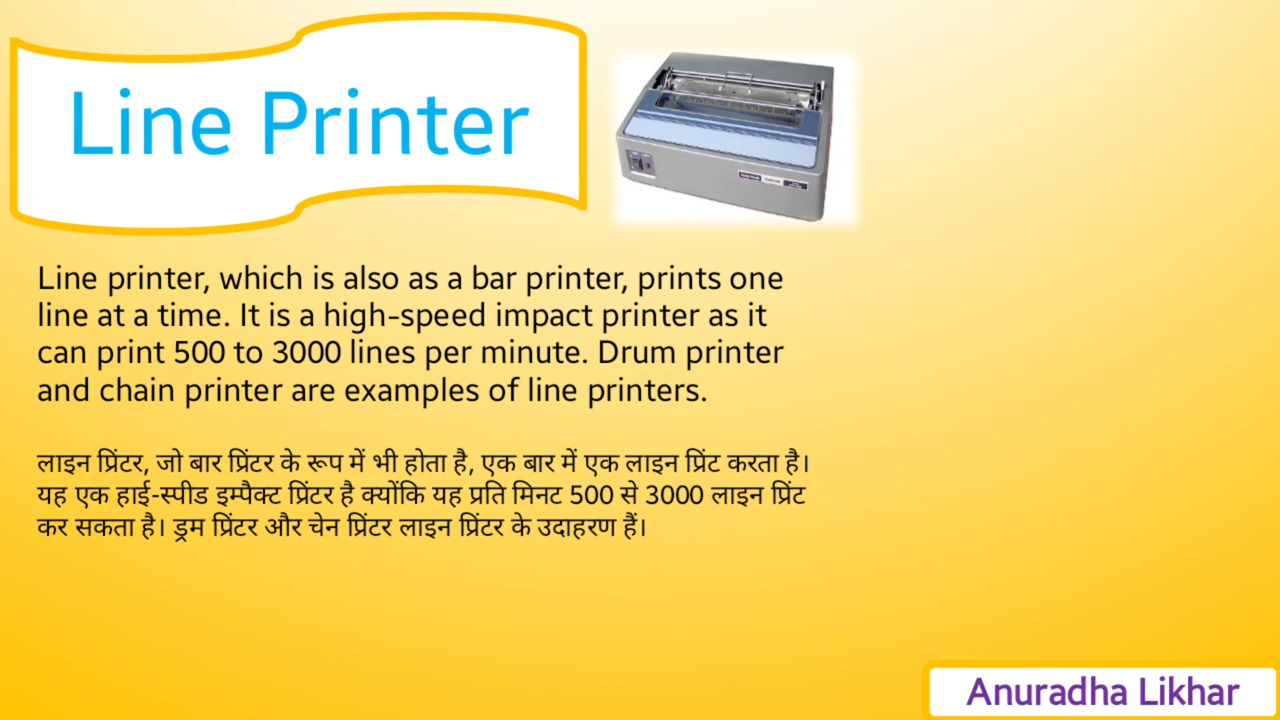 Line Printer
Line printer, which is also as a bar printer, prints one
line at a time. It is a high-speed impact printer as it
can print 500 to 3000 lines per minute. Drum printer
and chain printer are examples of line printers.
लाइन प्रिंटर, जो बार प्रिंटर के रूप में भी होता है, एक बार में एक लाइन प्रिंट करता है।
यह एक हाई-स्पीड इम्पैक्ट प्रिंटर है क्योंकि यह प्रति मिनट 500 से 3000 लाइन प्रिंट
कर सकता है। ड्रम प्रिंटर और चेन प्रिंटर लाइन प्रिंटर के उदाहरण हैं।
Anuradha Likhar